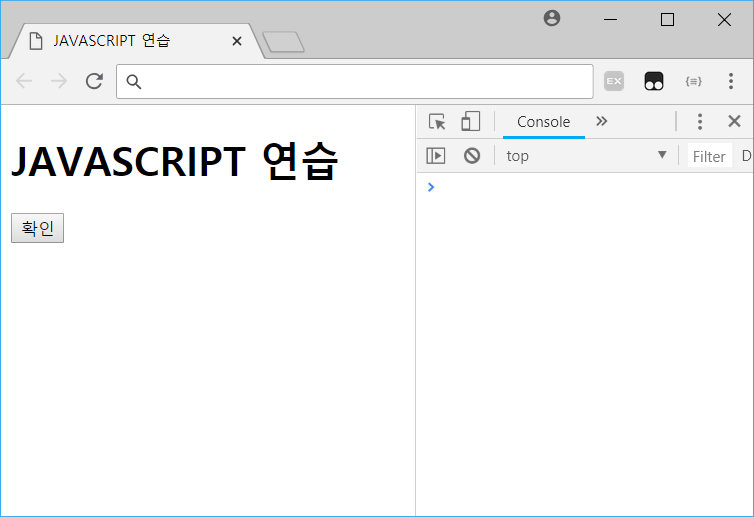 JAVASCRIPT 연습
EX
{≡}
Console
top
Filter
D
JAVASCRIPT 연습
확인